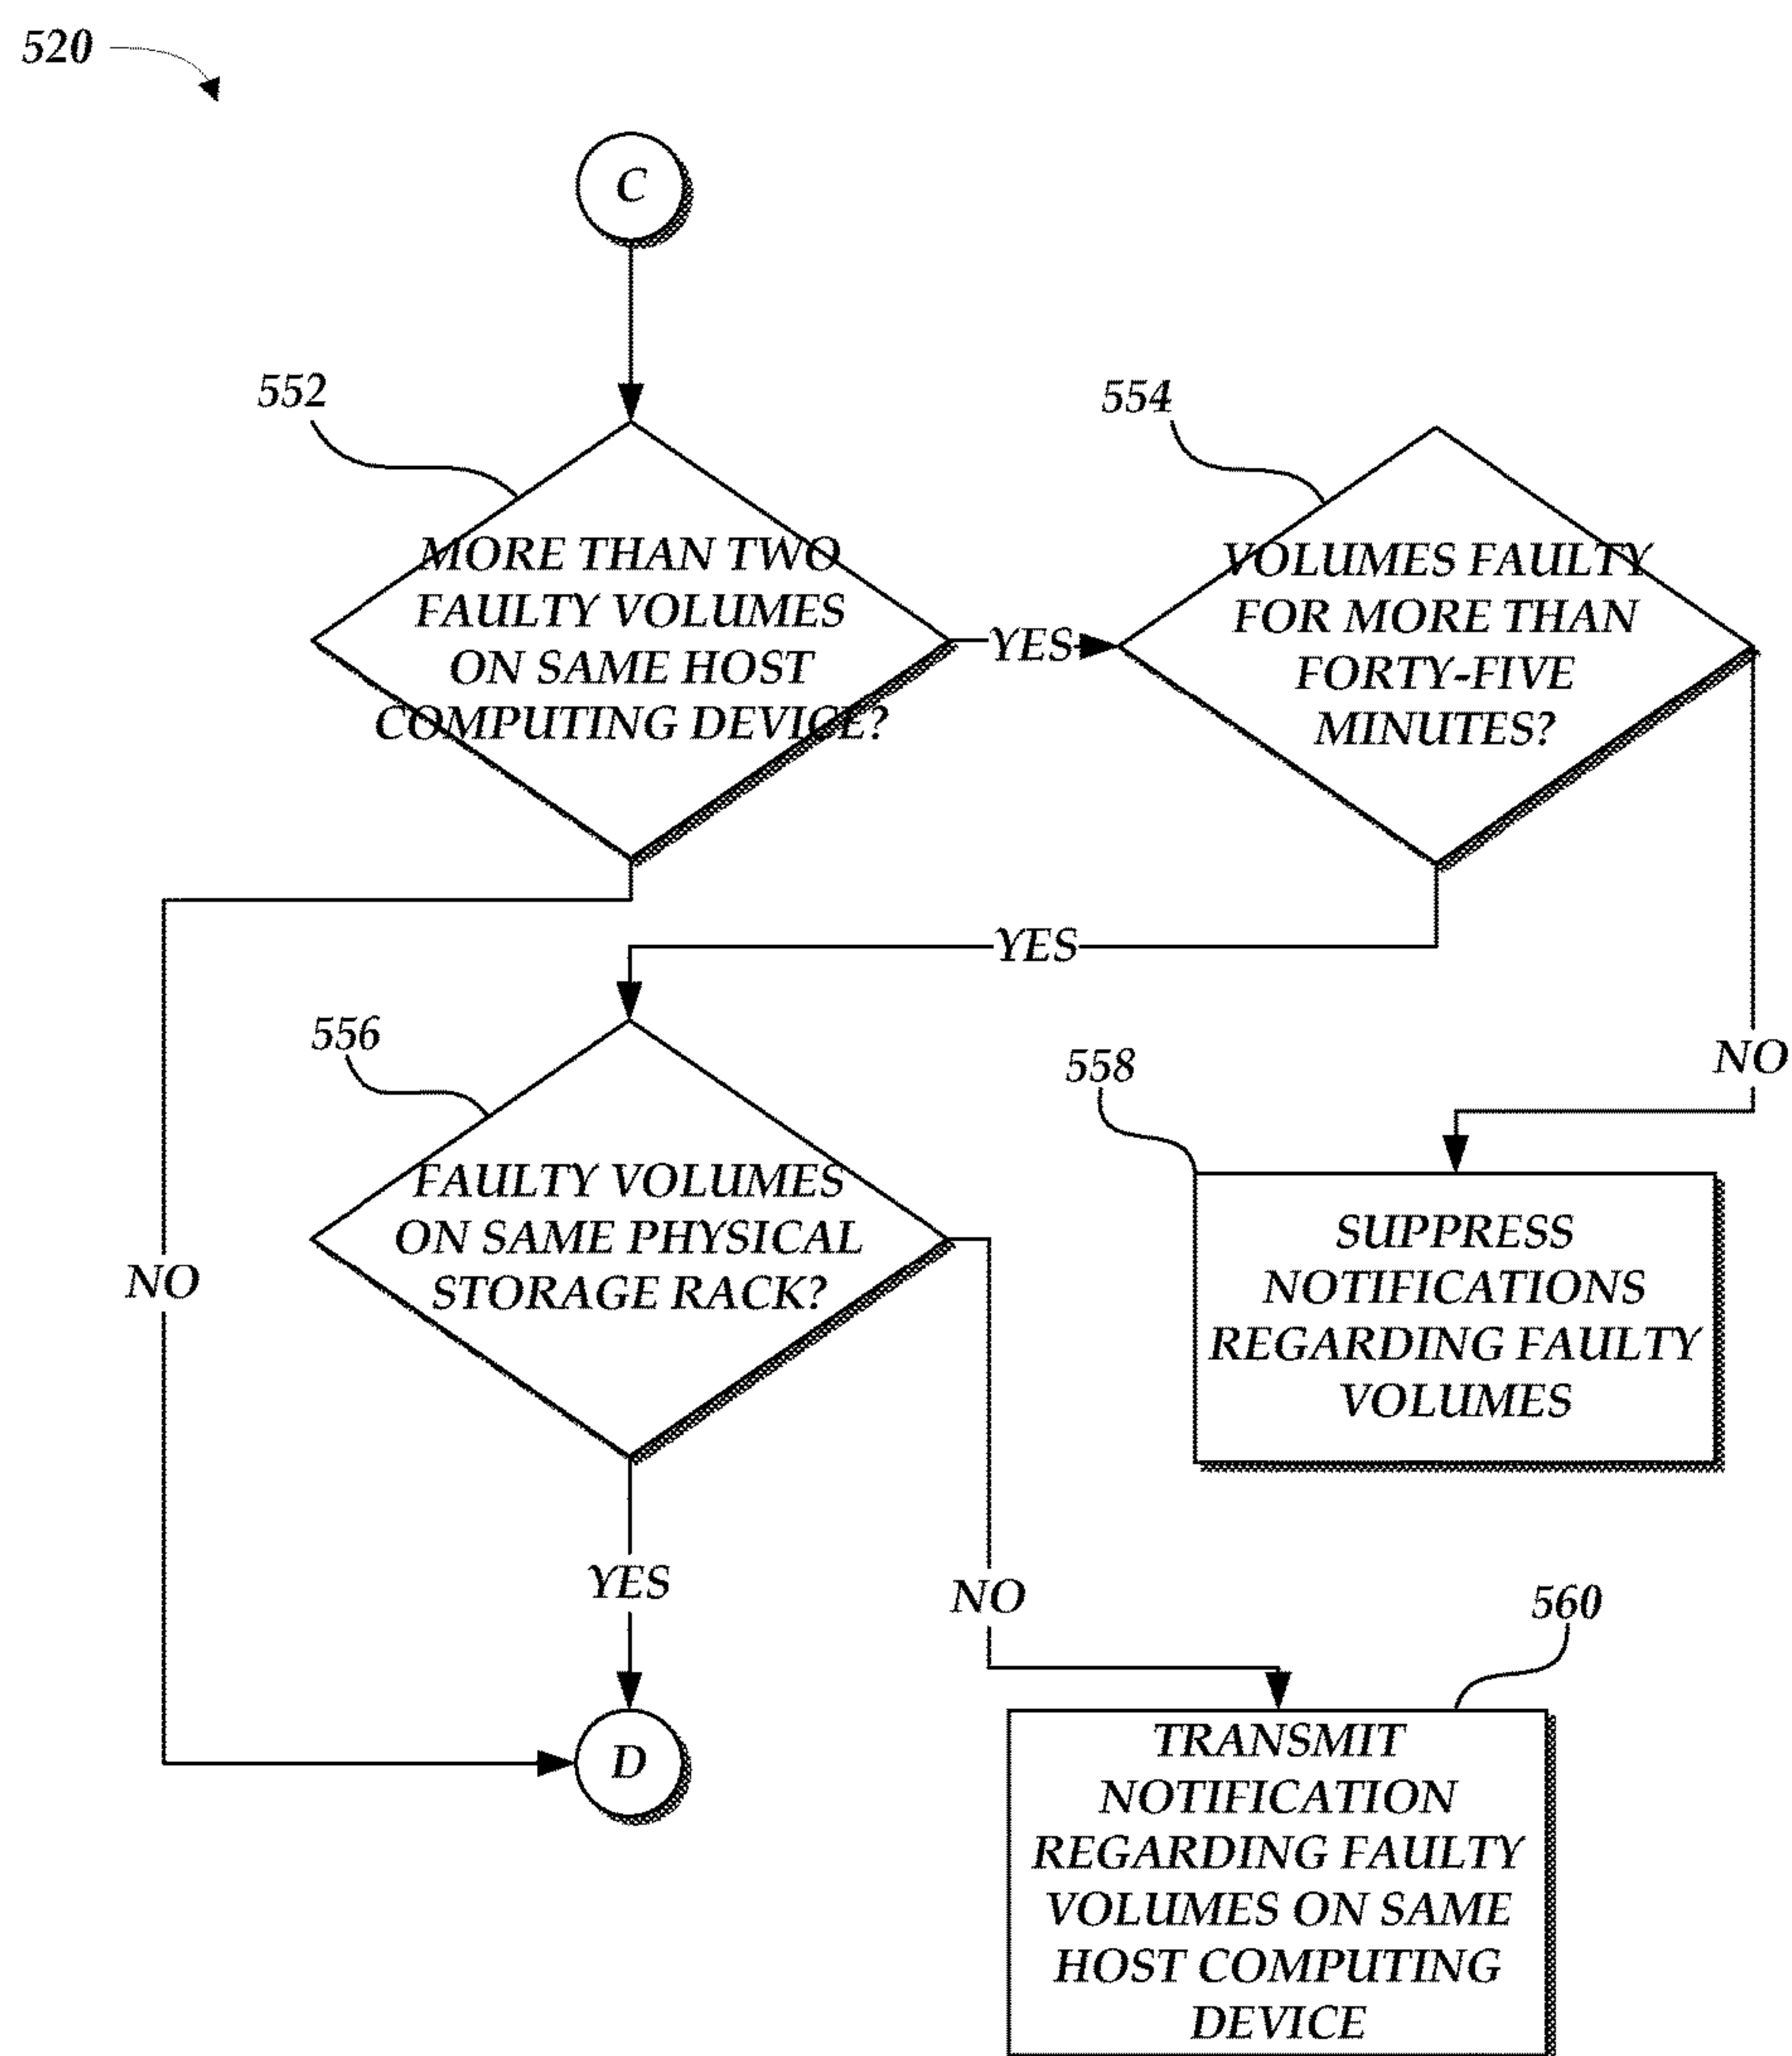 520
C
552
554
MORE THAN TWO
FAULTY VOLUMES
ON SAME HOST
COMPUTING DEVICE?
YES
VOLUMES FAULTY
FOR MORE THAN
FORTY-FIVE
MINUTES?
YES
556
558
NO
FAULTY VOLUMES
ON SAME PHYSICAL
STORAGE RACK?
NO
SUPPRESS
NOTIFICATIONS
REGARDING FAULTY
VOLUMES
YES
NO
560
D
TRANSMIT
NOTIFICATION
REGARDING FAULTY
VOLUMES ON SAME
HOST COMPUTING
DEVICE